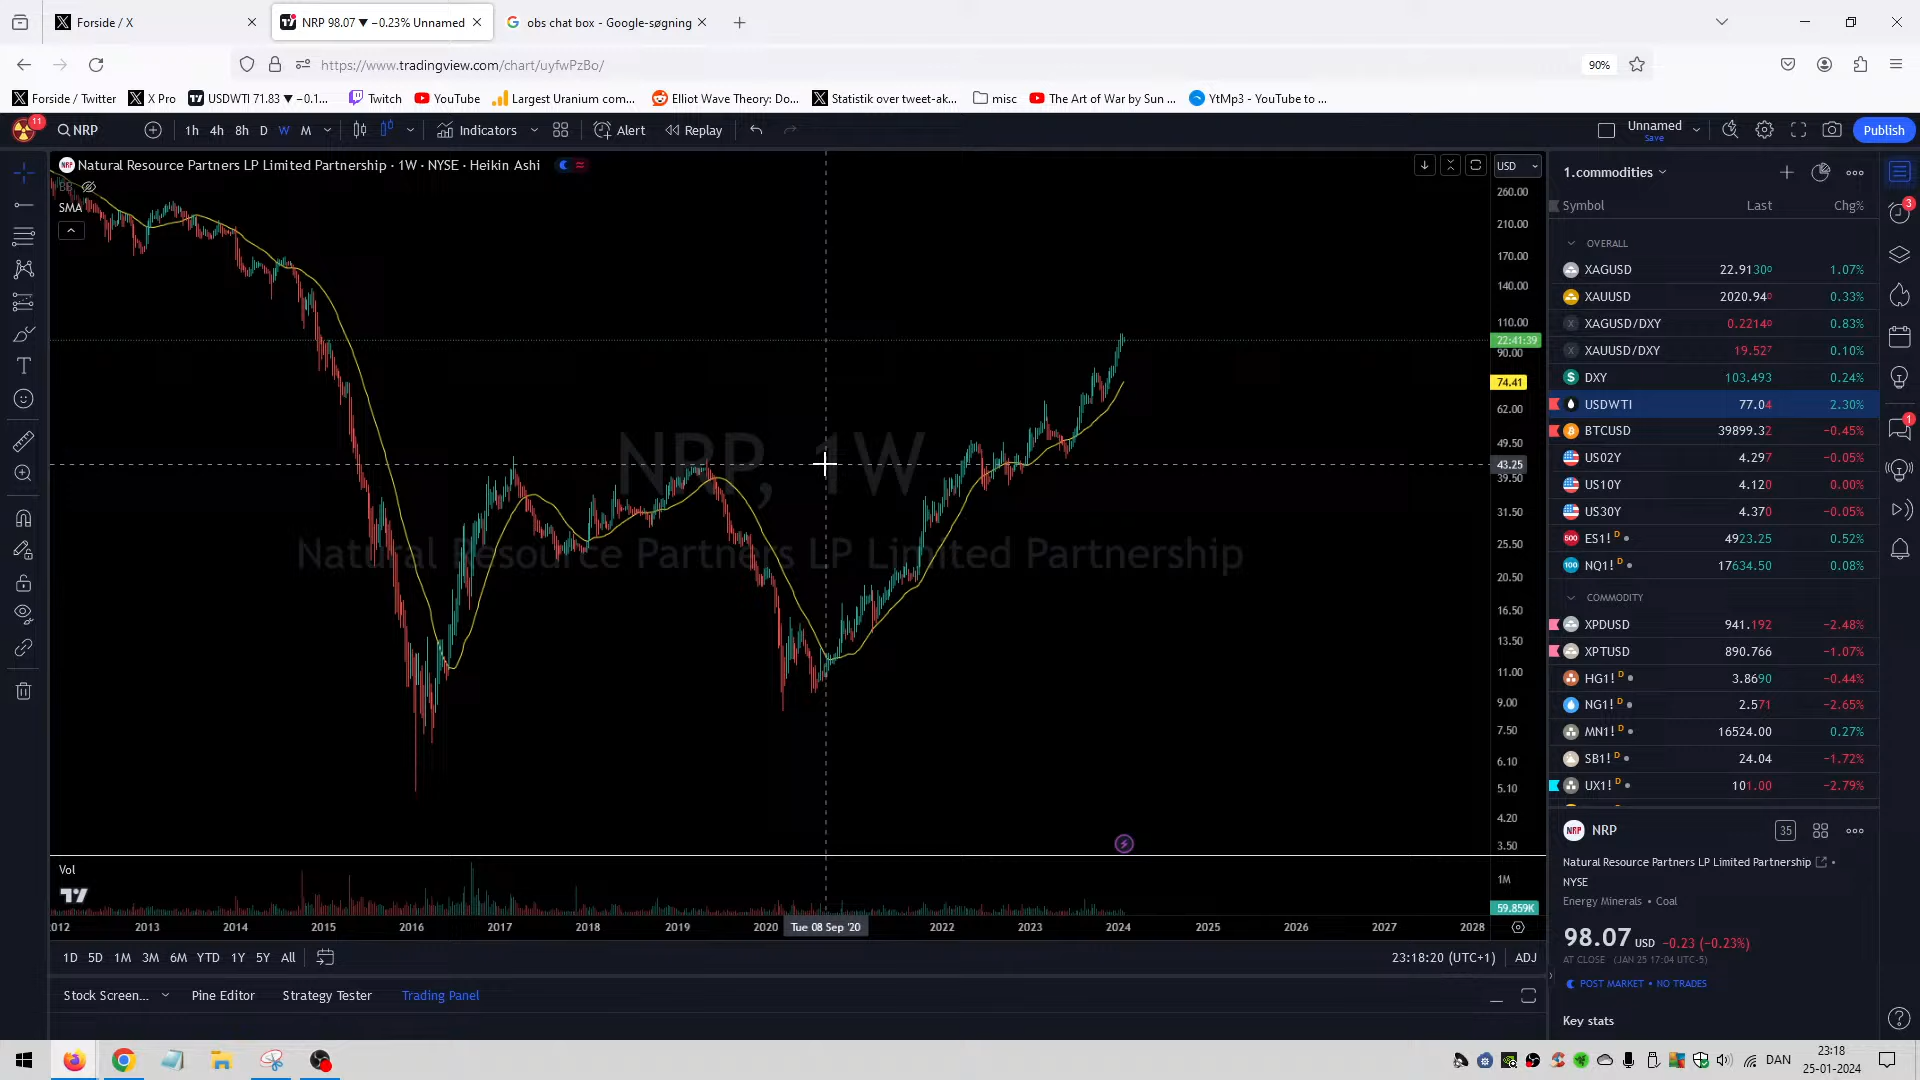 Forside / X
NRP 98.07 ▼ −0.23% Unnamed
obs chat box - Google-søgning
https://www.tradingview.com/chart/uyfwPzBo/
90%
Forside / Twitter
X Pro
USDWTI 71.83 ▼ −0.1...
Twitch
YouTube
Largest Uranium com...
Elliot Wave Theory: Do...
Statistik over tweet-ak...
misc
The Art of War by Sun ...
YtMp3 - YouTube to ...
11
NRP
1h 4h 8h D W M
Indicators
Alert
Replay
Unnamed
Save
Publish
Natural Resource Partners LP Limited Partnership · 1W · NYSE · Heikin Ashi
BB
SMA
USD
NRP, 1W
Natural Resource Partners LP Limited Partnership
260.00
210.00
170.00
140.00
110.00
22:41:39
90.00
74.41
62.00
49.50
43.25
39.50
31.50
25.50
20.50
16.50
13.50
11.00
9.00
7.50
6.10
5.10
4.20
3.50
Vol
1M
59.859K
2012 2013 2014 2015 2016 2017 2018 2019 2020 Tue 08 Sep '20 2022 2023 2024 2025 2026 2027 2028
1D 5D 1M 3M 6M YTD 1Y 5Y All
23:18:20 (UTC+1) ADJ
Stock Screen... Pine Editor Strategy Tester Trading Panel
1.commodities
Symbol Last Chg%
OVERALL
XAGUSD 22.9130 1.07%
XAUUSD 2020.94 0.33%
XAGUSD/DXY 0.2214 0.83%
XAUUSD/DXY 19.527 0.10%
DXY 103.493 0.24%
USDWTI 77.04 2.30%
BTCUSD 39899.32 −0.45%
US02Y 4.297 −0.05%
US10Y 4.120 0.00%
US30Y 4.370 −0.05%
ES1! D 4923.25 0.52%
NQ1! D 17634.50 0.08%
COMMODITY
XPDUSD 941.192 −2.48%
XPTUSD 890.766 −1.07%
HG1! D 3.8690 −0.44%
NG1! D 2.571 −2.65%
MN1! D 16524.00 0.27%
SB1! D 24.04 −1.72%
UX1! D 101.00 −2.79%
NRP
35
Natural Resource Partners LP Limited Partnership
NYSE
Energy Minerals • Coal
98.07 USD −0.23 (−0.23%)
AT CLOSE (JAN 25 17:04 UTC-5)
POST MARKET • NO TRADES
Key stats
3
1
DAN
23:18
25-01-2024